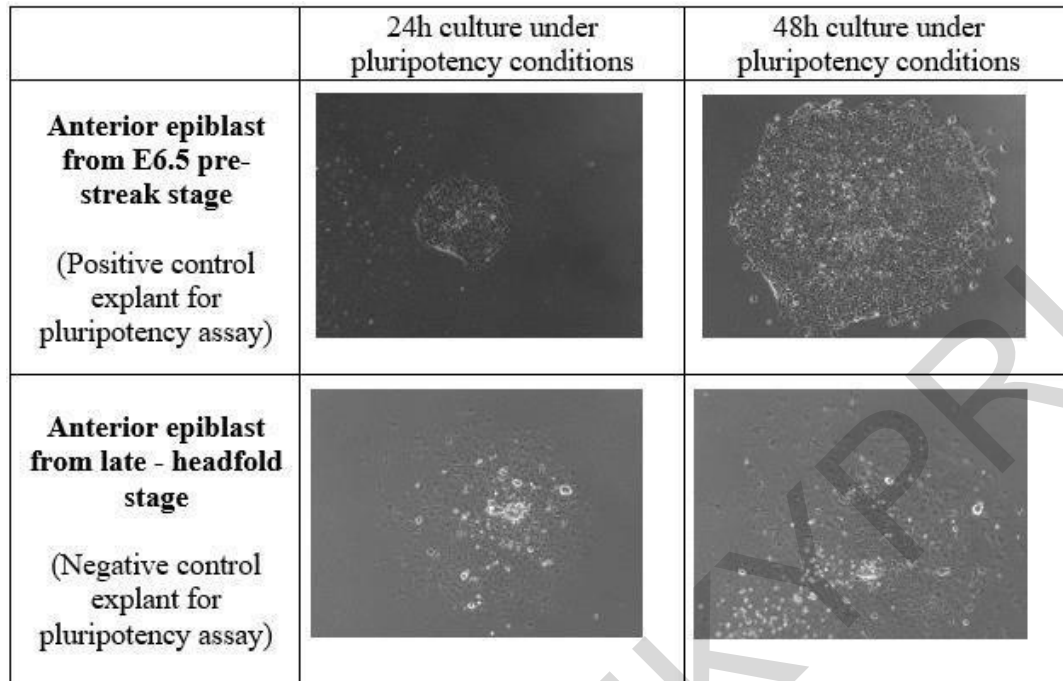 24h culture under
pluripotency conditions
48h culture under
pluripotency conditions
Anterior epiblast
from E6.5 pre-
streak stage
(Positive control
explant for
pluripotency assay)
Anterior epiblast
from late - headfold
stage
(Negative control
explant for
pluripotency assay)
KYPRI